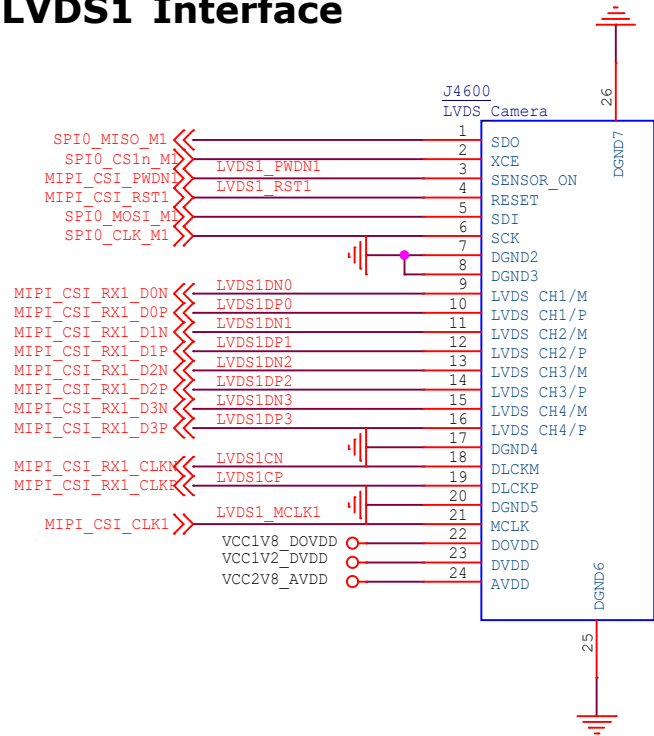 LVDS1 Interface
J4600
LVDS Camera
26
DGND7
SPI0_MISO_M1 1 SDO
SPI0_CS1n_M1 2 XCE
MIPI_CSI_PWDN1 LVDS1_PWDN1 3 SENSOR_ON
MIPI_CSI_RST1 LVDS1_RST1 4 RESET
SPI0_MOSI_M1 5 SDI
SPI0_CLK_M1 6 SCK
7 DGND2
8 DGND3
MIPI_CSI_RX1_D0N LVDS1DN0 9 LVDS CH1/M
MIPI_CSI_RX1_D0P LVDS1DP0 10 LVDS CH1/P
MIPI_CSI_RX1_D1N LVDS1DN1 11 LVDS CH2/M
MIPI_CSI_RX1_D1P LVDS1DP1 12 LVDS CH2/P
MIPI_CSI_RX1_D2N LVDS1DN2 13 LVDS CH3/M
MIPI_CSI_RX1_D2P LVDS1DP2 14 LVDS CH3/P
MIPI_CSI_RX1_D3N LVDS1DN3 15 LVDS CH4/M
MIPI_CSI_RX1_D3P LVDS1DP3 16 LVDS CH4/P
17 DGND4
MIPI_CSI_RX1_CLKN LVDS1CN 18 DLCKM
MIPI_CSI_RX1_CLKP LVDS1CP 19 DLCKP
20 DGND5
MIPI_CSI_CLK1 LVDS1_MCLK1 21 MCLK
VCC1V8_DOVDD 22 DOVDD
VCC1V2_DVDD 23 DVDD
VCC2V8_AVDD 24 AVDD
DGND6
25